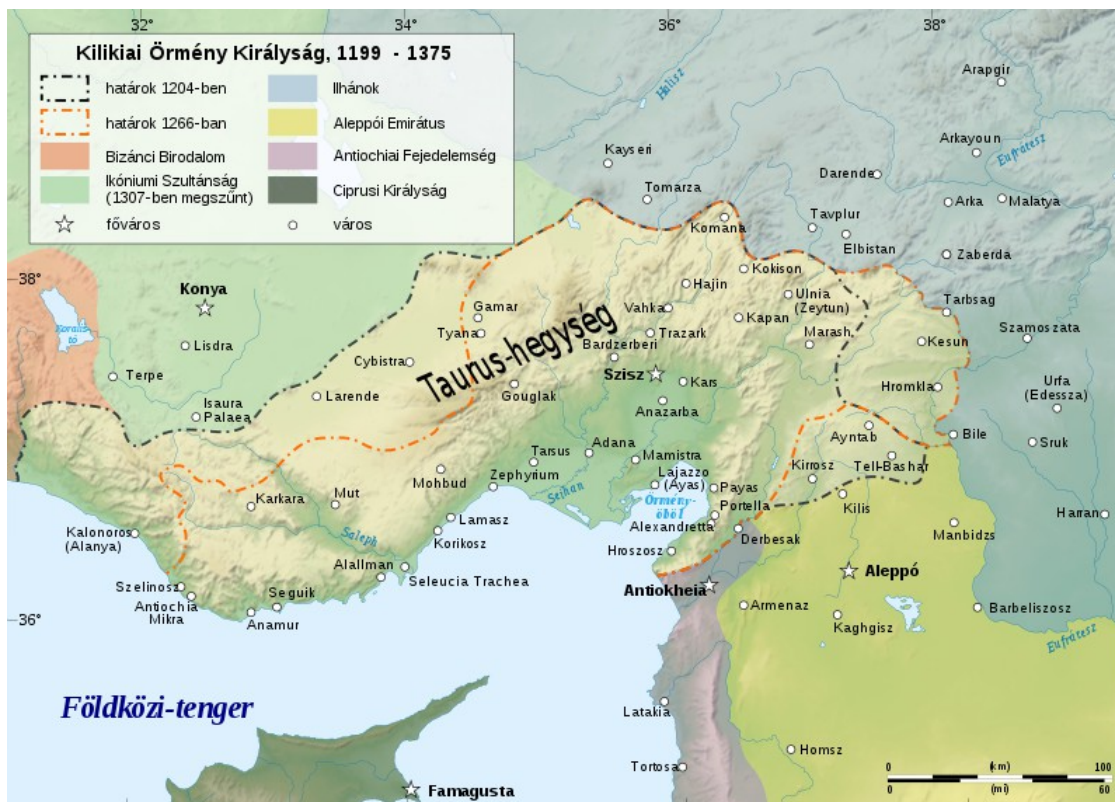 32
34
36
38
Kilikiai Örmény Királyság, 1199 - 1375
határok 1204-ben
határok 1266-ban
Bizánci Birodalom
Ikóniumi Szultánság
(1307-ben megszűnt)
főváros
Ilhánok
Aleppói Emirátus
Antiochiai Fejedelemség
Ciprusi Királyság
város
Halisz
Arapgir
Arkayoun
Eufrátesz
Kayseri
Darende
Tomarza
Arka
Malatya
Komana
Tavplur
Elbistan
Zaberda
38°
Konya
Kokison
Hajin
Ulnia
(Zeytun)
Tarbsag
Gamar
Vahka
Kapan
Koralis
tó
Tyana
Trazark
Marash
Kesun
Szamoszata
Lisdra
Bardzerberi
Taurus-hegység
Cybistra
Terpe
Szisz
Kars
Hromkla
Urfa
(Edessza)
Larende
Gouglak
Isaura
Palaea
Anazarba
Ayntab
Bile
Sruk
Adana
Tarsus
Mamistra
Mohbud
Zephyrium
Lajazzo
(Ayas)
Kirrosz
Tell-Bashar
Payas
Karkara
Mut
Seihan
Örmény-
öböl
Portella
Kilis
Harran
Lamasz
Alexandretta
Manbidzs
Kalonoros
(Alanya)
Saleph
Korikosz
Derbesak
Hroszosz
Alallman
Seleucia Trachea
Antiokheia
Aleppó
Szelinosz
Antiochia
Mikra
Seguik
Anamur
Armenaz
Kaghgisz
Barbeliszosz
36°
Eufrátesz
Földközi-tenger
Latakia
Homsz
Tortosa
Famagusta
0
(km)
100
0
(mi)
60